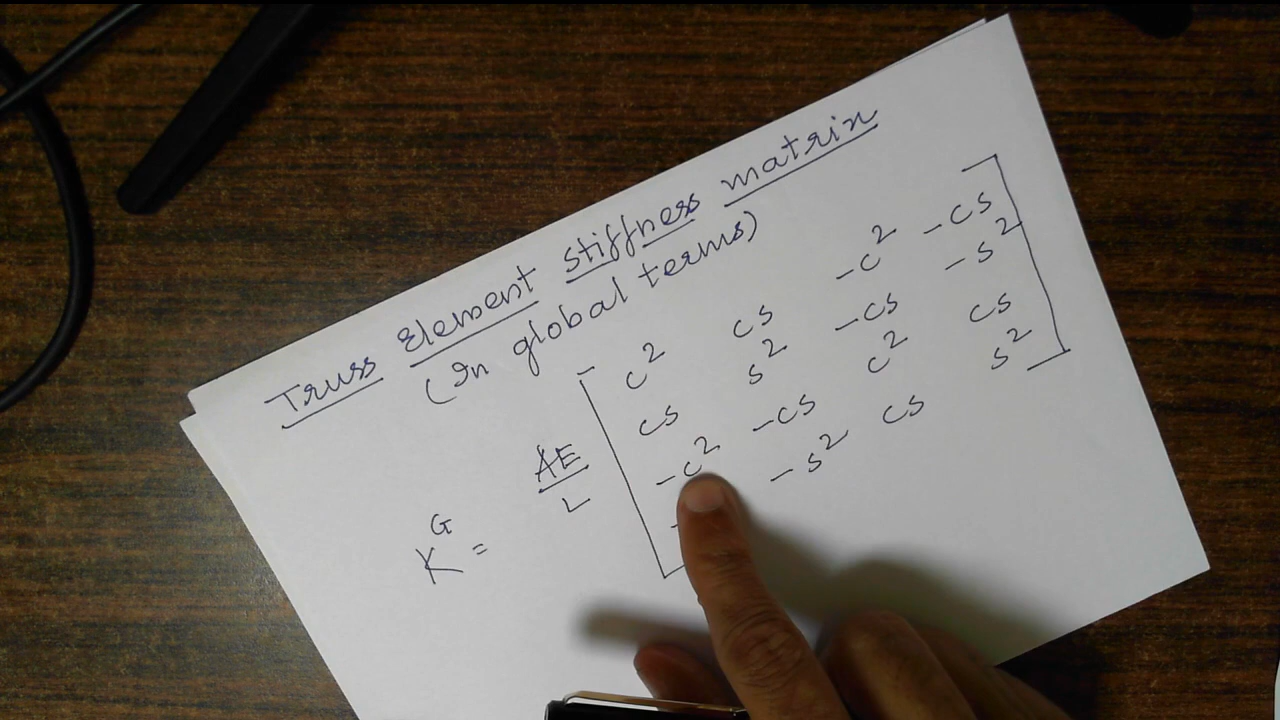 Truss Element Stiffness matrix
(In global terms)
K^G = AE/L [ c² cs -c² -cs
cs s² -cs -s²
-c² -cs c² cs
- -s² cs s² ]